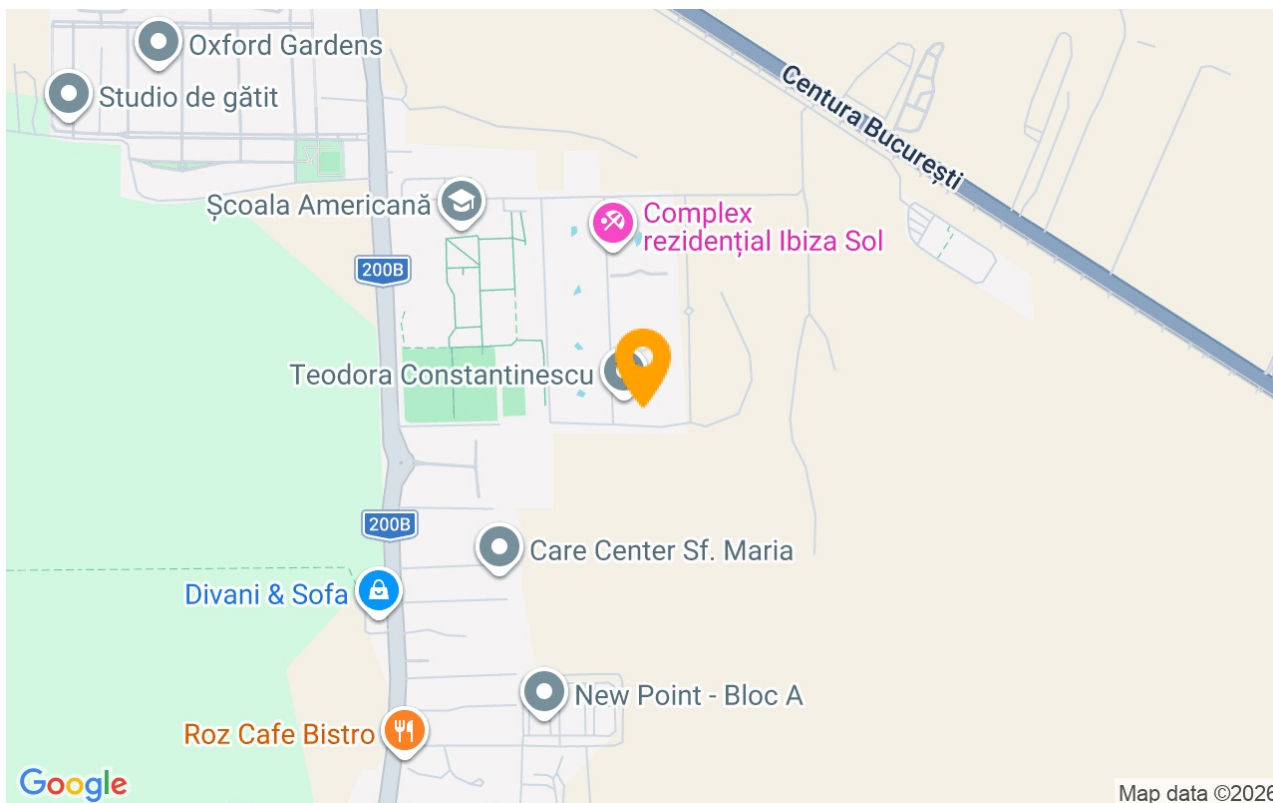 Oxford Gardens
Studio de gătit
Centura București
Școala Americană
Complex
rezidențial Ibiza Sol
200B
Teodora Constantinescu
200B
Care Center Sf. Maria
Divani & Sofa
New Point - Bloc A
Roz Cafe Bistro
Google
Map data ©2026